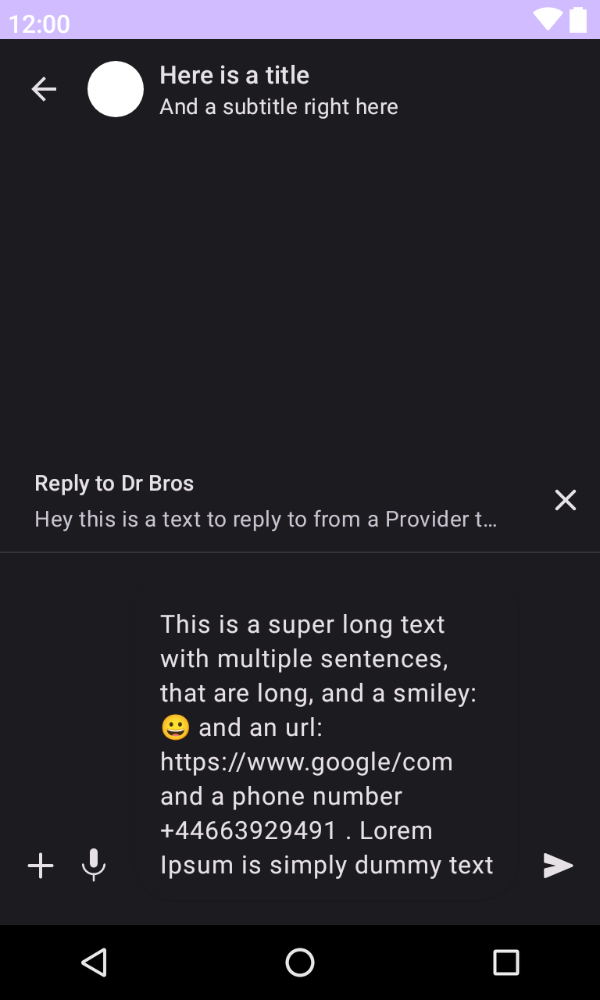 12:00
Here is a title
And a subtitle right here
Reply to Dr Bros
Hey this is a text to reply to from a Provider t...
This is a super long text
with multiple sentences,
that are long, and a smiley:
😀 and an url:
https://www.google/com
and a phone number
+44663929491 . Lorem
Ipsum is simply dummy text